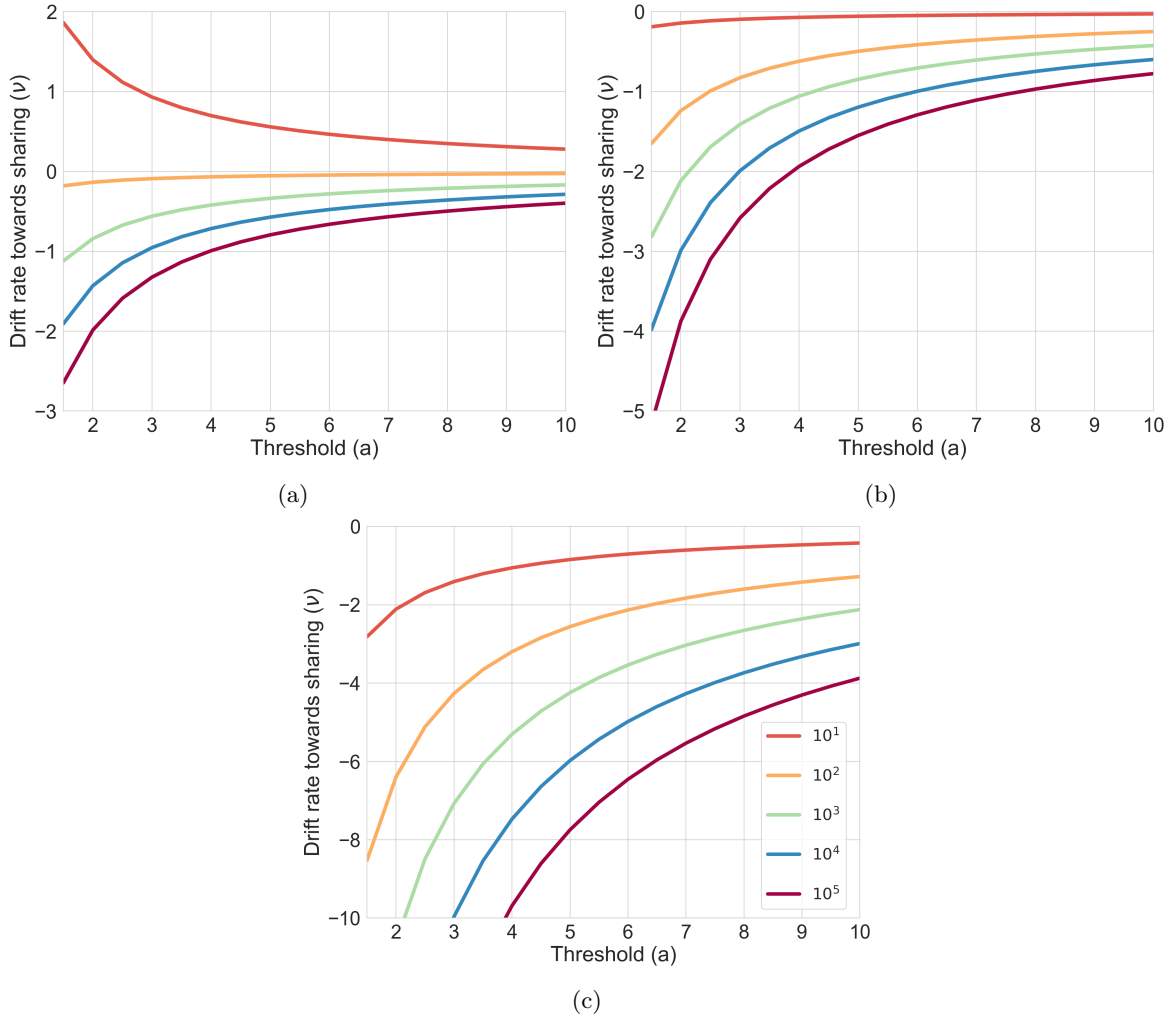 2
1
0
−1
−2
−3
Drift rate towards sharing (ν)
2 3 4 5 6 7 8 9 10
Threshold (a)
(a)
0
−1
−2
−3
−4
−5
Drift rate towards sharing (ν)
2 3 4 5 6 7 8 9 10
Threshold (a)
(b)
0
−2
−4
−6
−8
−10
Drift rate towards sharing (ν)
10¹
10²
10³
10⁴
10⁵
2 3 4 5 6 7 8 9 10
Threshold (a)
(c)